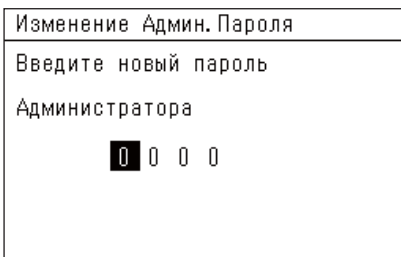 Изменение Админ.Пароля
Введите новый пароль
Администратора
0 0 0 0